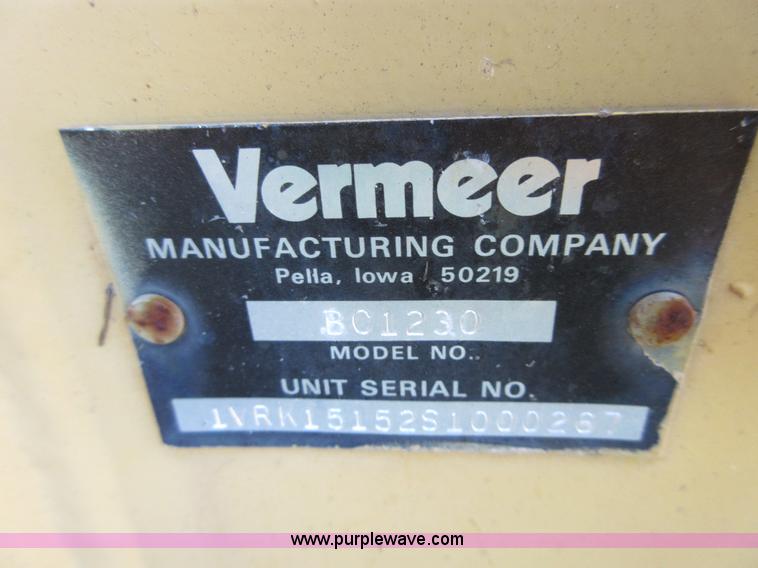 Vermeer
MANUFACTURING COMPANY
Pella, Iowa 50219
BC1230
MODEL NO.
UNIT SERIAL NO.
1VRK15152S1000267
www.purplewave.com